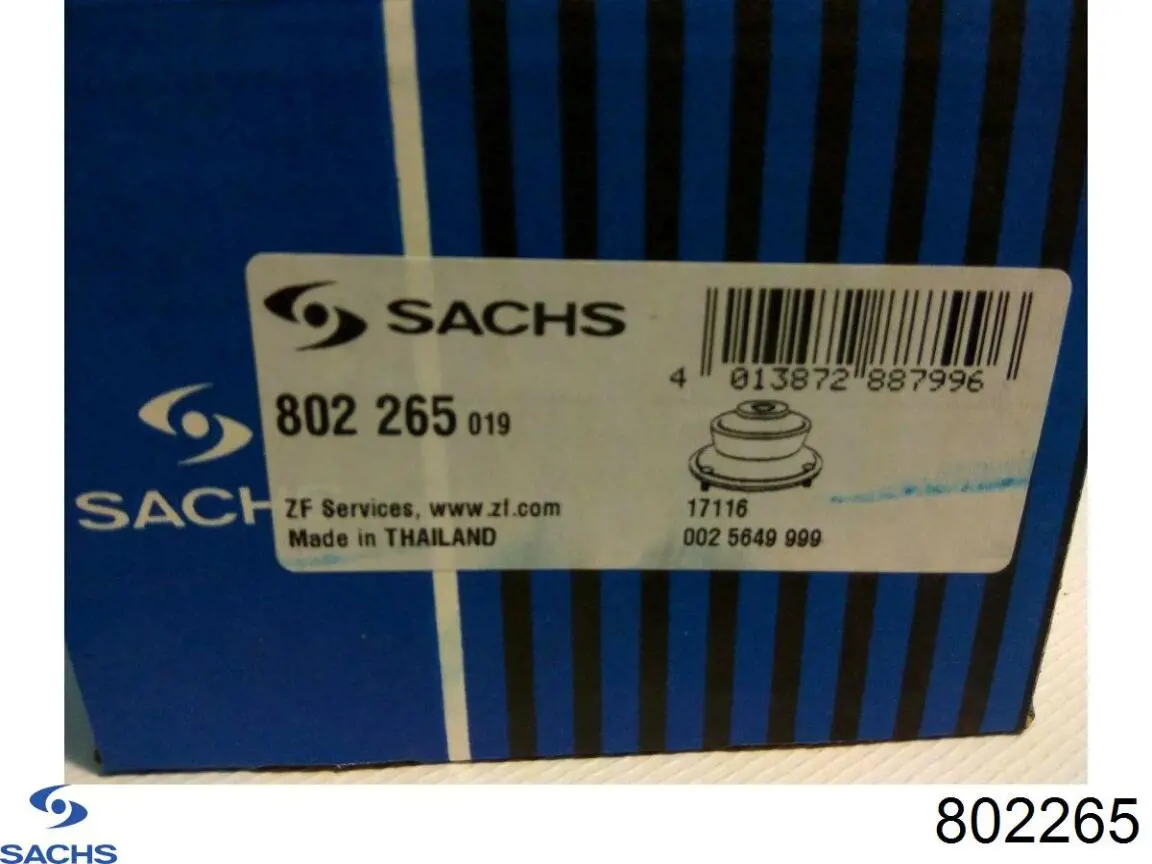 SACHS
802 265 019
4 013872 887996
SACH
ZF Services, www.zf.com
Made in THAILAND
17116
002 5649 999
SACHS
802265